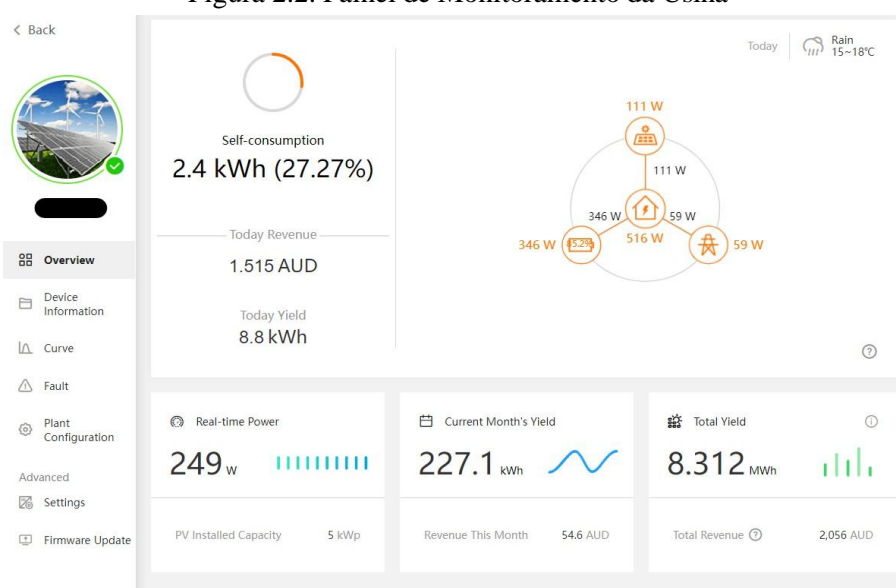 Figura 2.2: Painel de Monitoramento da Usina
< Back
Overview
Device
Information
Curve
Fault
Plant
Configuration
Advanced
Settings
Firmware Update
Self-consumption
2.4 kWh (27.27%)
Today Revenue
1.515 AUD
Today Yield
8.8 kWh
Today
Rain
15~18°C
111 W
111 W
346 W
59 W
346 W
85.2%
516 W
59 W
?
Real-time Power
249 W
PV Installed Capacity 5 kWp
Current Month's Yield
227.1 kWh
Revenue This Month 54.6 AUD
Total Yield
8.312 MWh
Total Revenue ? 2,056 AUD